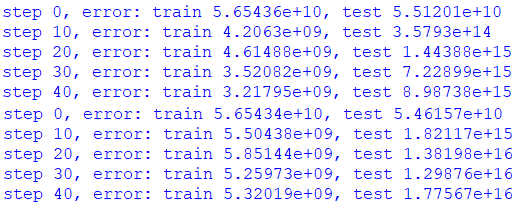 step 0, error: train 5.65436e+10, test 5.51201e+10
step 10, error: train 4.2063e+09, test 3.5793e+14
step 20, error: train 4.61488e+09, test 1.44388e+15
step 30, error: train 3.52082e+09, test 7.22899e+15
step 40, error: train 3.21795e+09, test 8.98738e+15
step 0, error: train 5.65434e+10, test 5.46157e+10
step 10, error: train 5.50438e+09, test 1.82117e+15
step 20, error: train 5.85144e+09, test 1.38198e+16
step 30, error: train 5.25973e+09, test 1.29876e+16
step 40, error: train 5.32019e+09, test 1.77567e+16